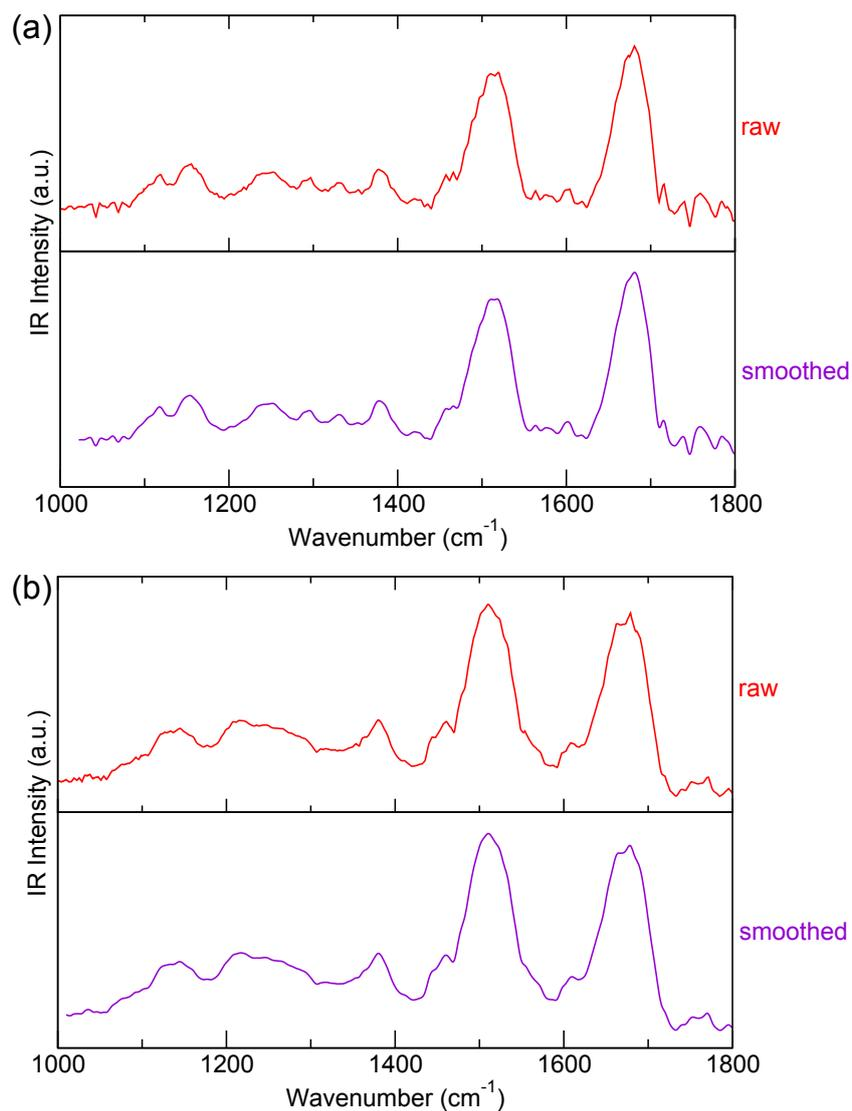 (a)
raw
smoothed
IR Intensity (a.u.)
1000 1200 1400 1600 1800
Wavenumber (cm⁻¹)
(b)
raw
smoothed
IR Intensity (a.u.)
1000 1200 1400 1600 1800
Wavenumber (cm⁻¹)